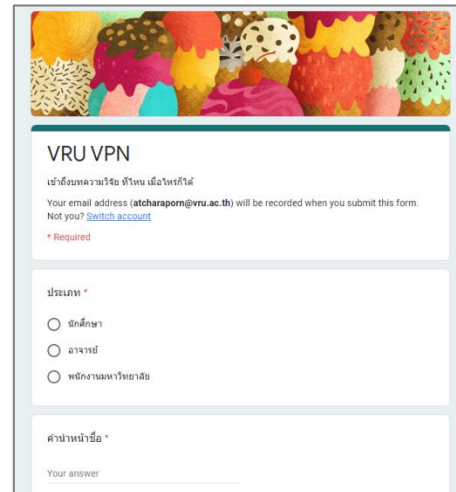 VRU VPN
เข้าถึงบทความวิจัย ที่ไหน เมื่อไหร่ก็ได้
Your email address (atcharaporn@vru.ac.th) will be recorded when you submit this form.
Not you? Switch account
* Required
ประเภท *
นักศึกษา
อาจารย์
พนักงานมหาวิทยาลัย
คำนำหน้าชื่อ *
Your answer